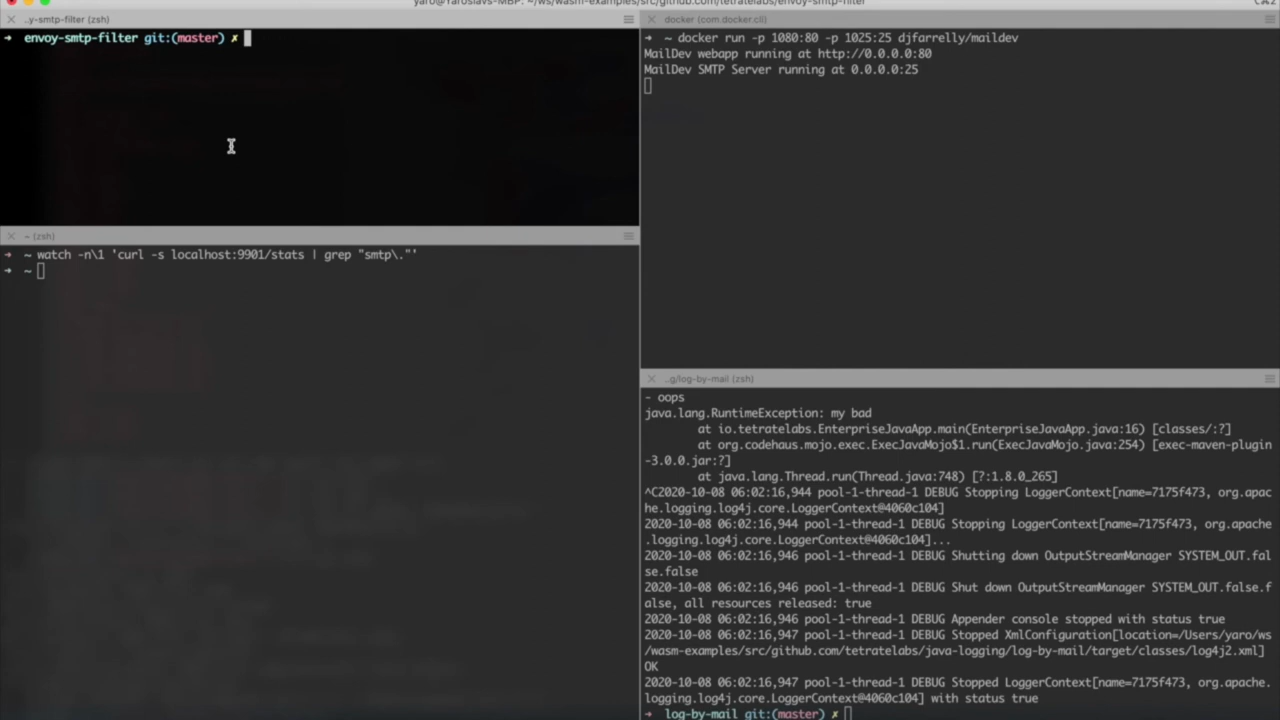 yaro@Yaroslavs-MBP: ~/ws/wasm-examples/src/github.com/tetratelabs/envoy-smtp-filter
⌥⌘2
..y-smtp-filter (zsh)
➜ envoy-smtp-filter git:(master) ✗
~ (zsh)
➜ ~ watch -n\1 'curl -s localhost:9901/stats | grep "smtp\."'
➜ ~
docker (com.docker.cli)
➜ ~ docker run -p 1080:80 -p 1025:25 djfarrelly/maildev
MailDev webapp running at http://0.0.0.0:80
MailDev SMTP Server running at 0.0.0.0:25
..g/log-by-mail (zsh)
- oops
java.lang.RuntimeException: my bad
at io.tetratelabs.EnterpriseJavaApp.main(EnterpriseJavaApp.java:16) [classes/:?]
at org.codehaus.mojo.exec.ExecJavaMojo$1.run(ExecJavaMojo.java:254) [exec-maven-plugin
-3.0.0.jar:?]
at java.lang.Thread.run(Thread.java:748) [?:1.8.0_265]
^C2020-10-08 06:02:16,944 pool-1-thread-1 DEBUG Stopping LoggerContext[name=7175f473, org.apac
he.logging.log4j.core.LoggerContext@4060c104]
2020-10-08 06:02:16,944 pool-1-thread-1 DEBUG Stopping LoggerContext[name=7175f473, org.apache
.logging.log4j.core.LoggerContext@4060c104]...
2020-10-08 06:02:16,946 pool-1-thread-1 DEBUG Shutting down OutputStreamManager SYSTEM_OUT.fal
se.false
2020-10-08 06:02:16,946 pool-1-thread-1 DEBUG Shut down OutputStreamManager SYSTEM_OUT.false.f
alse, all resources released: true
2020-10-08 06:02:16,946 pool-1-thread-1 DEBUG Appender console stopped with status true
2020-10-08 06:02:16,947 pool-1-thread-1 DEBUG Stopped XmlConfiguration[location=/Users/yaro/ws
/wasm-examples/src/github.com/tetratelabs/java-logging/log-by-mail/target/classes/log4j2.xml]
OK
2020-10-08 06:02:16,947 pool-1-thread-1 DEBUG Stopped LoggerContext[name=7175f473, org.apache.
logging.log4j.core.LoggerContext@4060c104] with status true
➜ log-by-mail git:(master) ✗